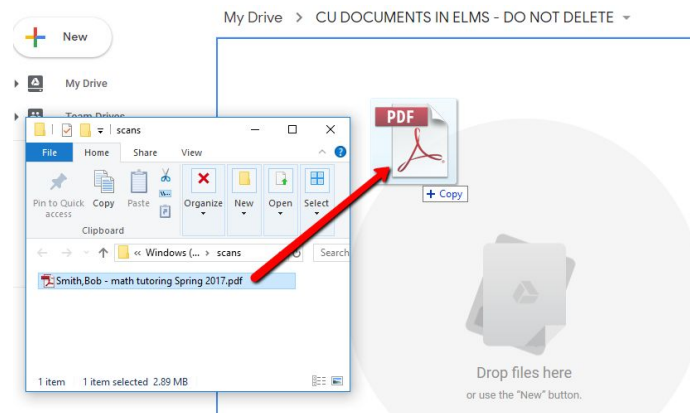 My Drive > CU DOCUMENTS IN ELMS - DO NOT DELETE
New
My Drive
Team Drives
scans
File Home Share View
Pin to Quick access
Copy
Paste
Organize
New
Open
Select
Clipboard
« Windows (... > scans
Search
Smith,Bob - math tutoring Spring 2017.pdf
1 item 1 item selected 2.89 MB
PDF
+ Copy
Drop files here
or use the "New" button.